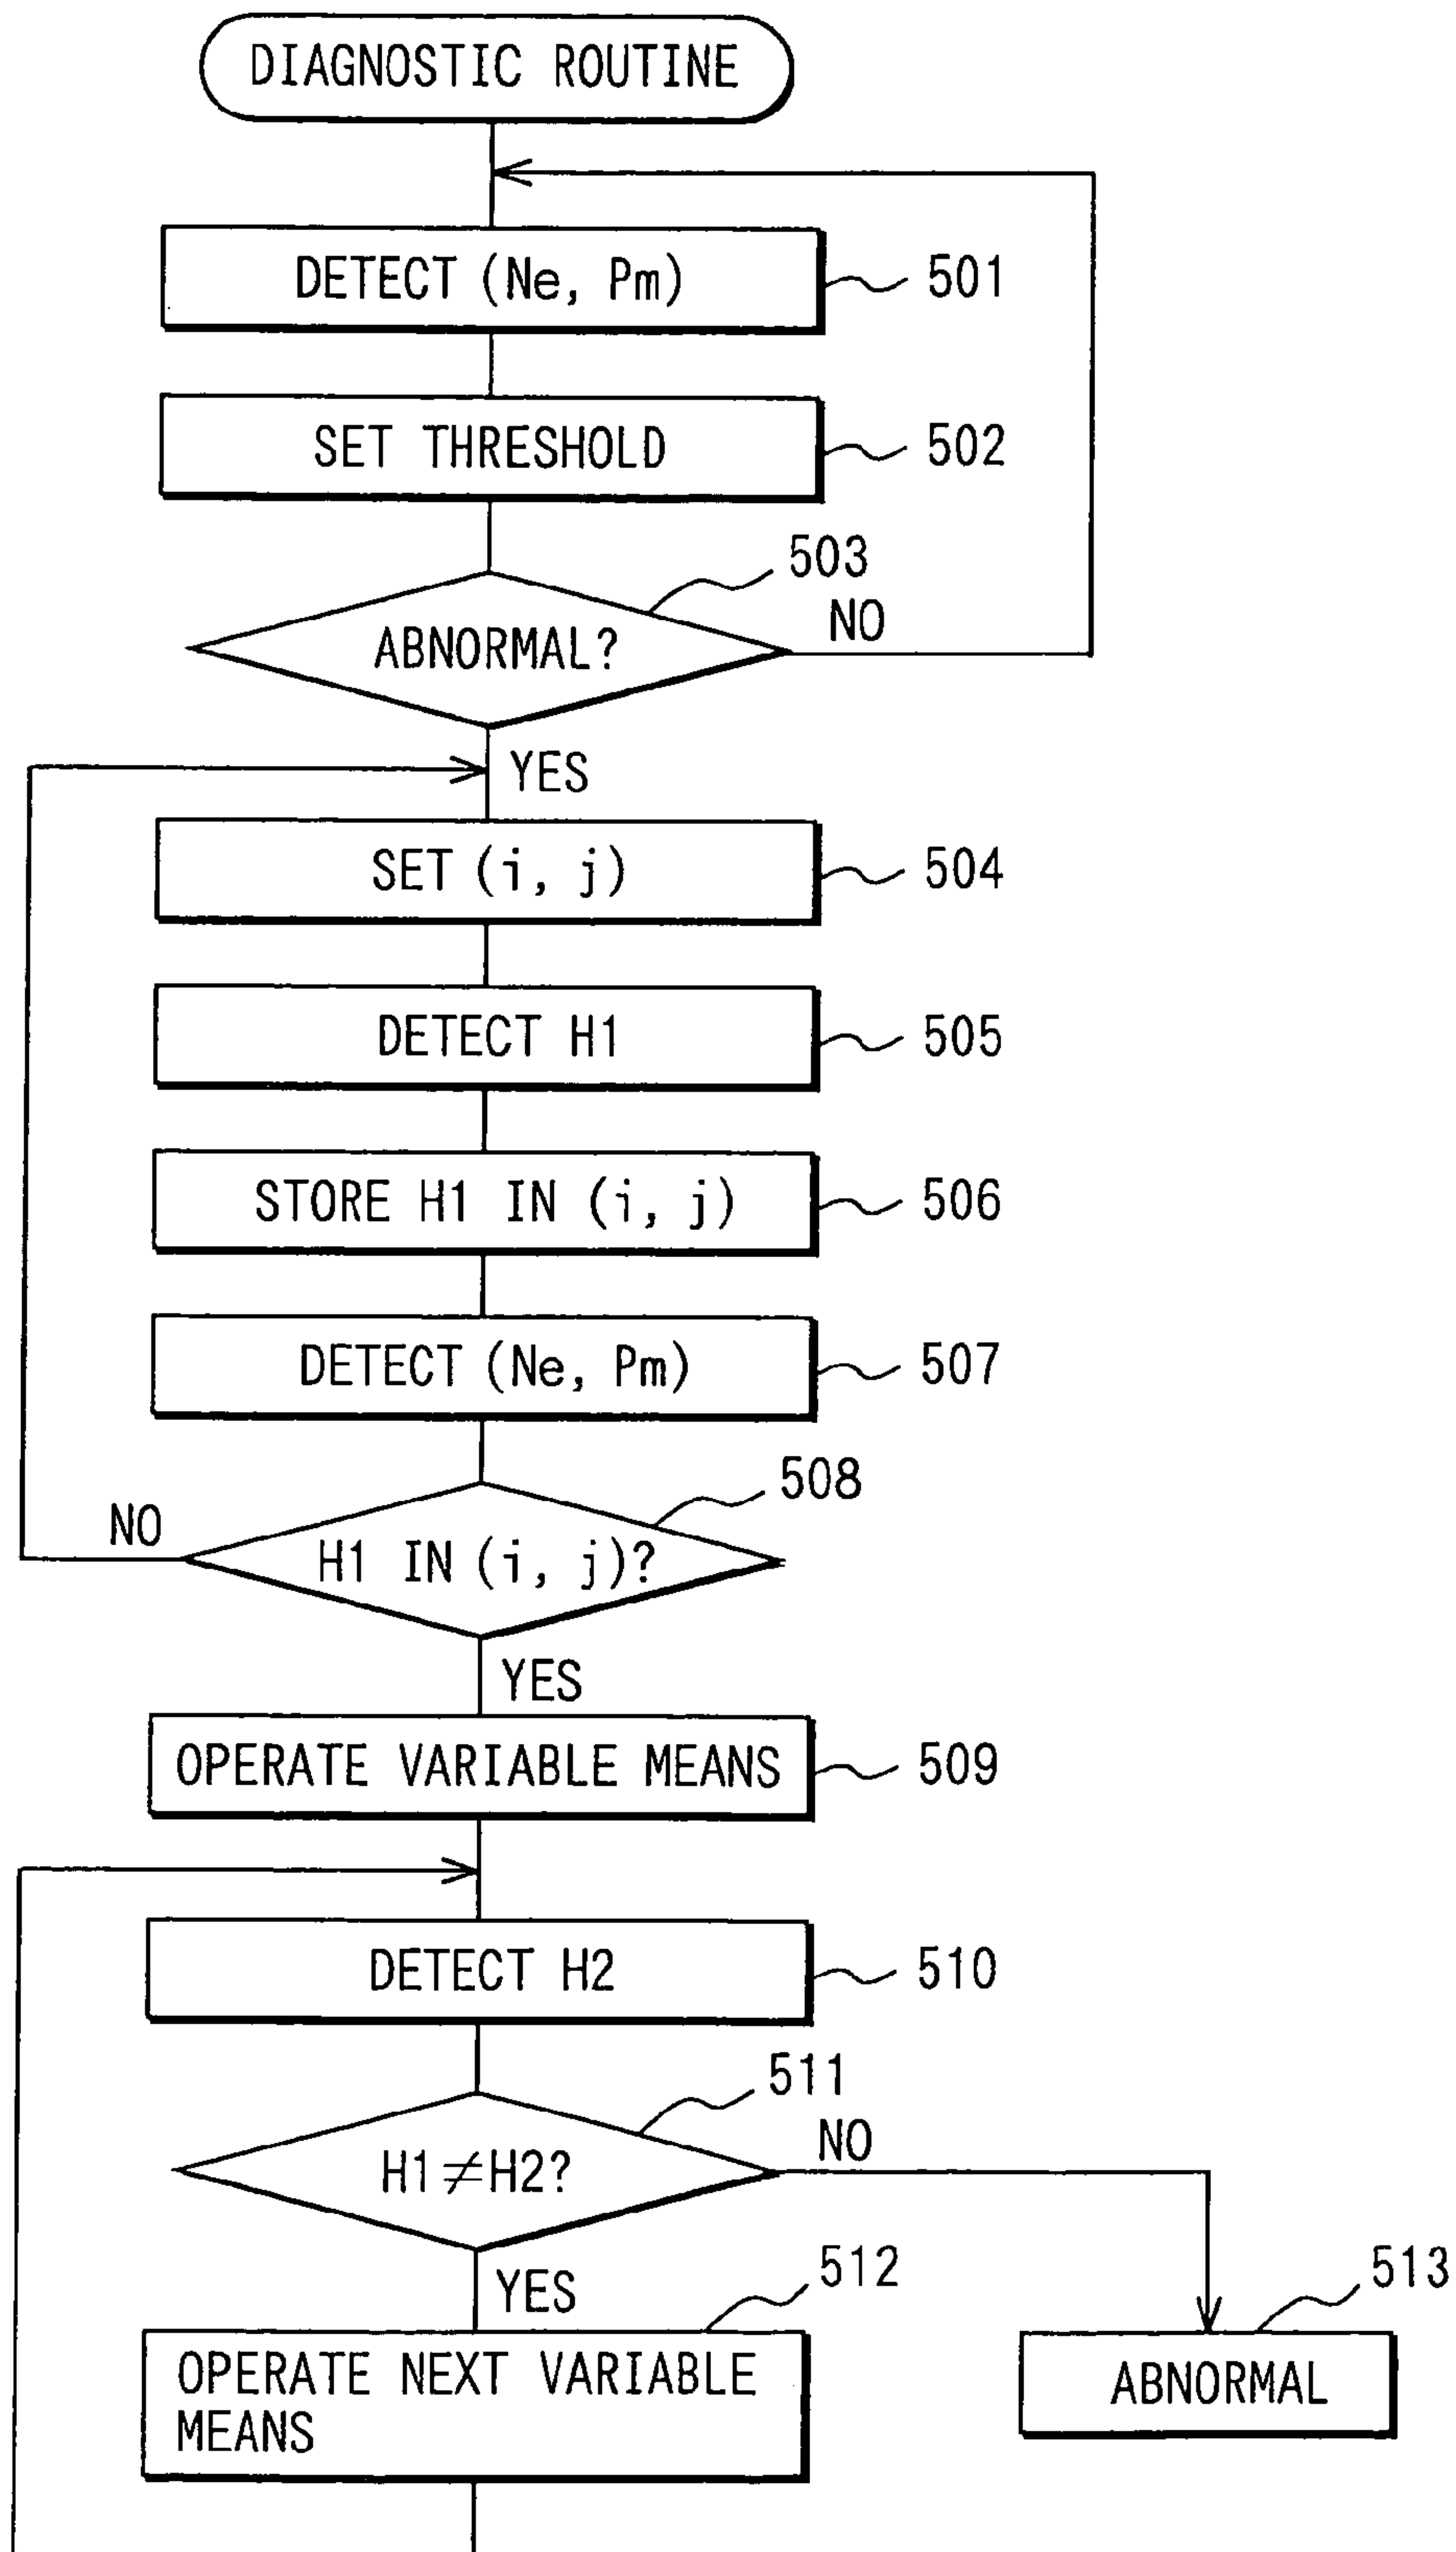 DIAGNOSTIC ROUTINE
DETECT (Ne, Pm)
501
SET THRESHOLD
502
503
ABNORMAL?
NO
YES
SET (i, j)
504
DETECT H1
505
STORE H1 IN (i, j)
506
DETECT (Ne, Pm)
507
508
NO
H1 IN (i, j)?
YES
OPERATE VARIABLE MEANS
509
DETECT H2
510
511
NO
H1≠H2?
YES
512
513
OPERATE NEXT VARIABLE
MEANS
ABNORMAL